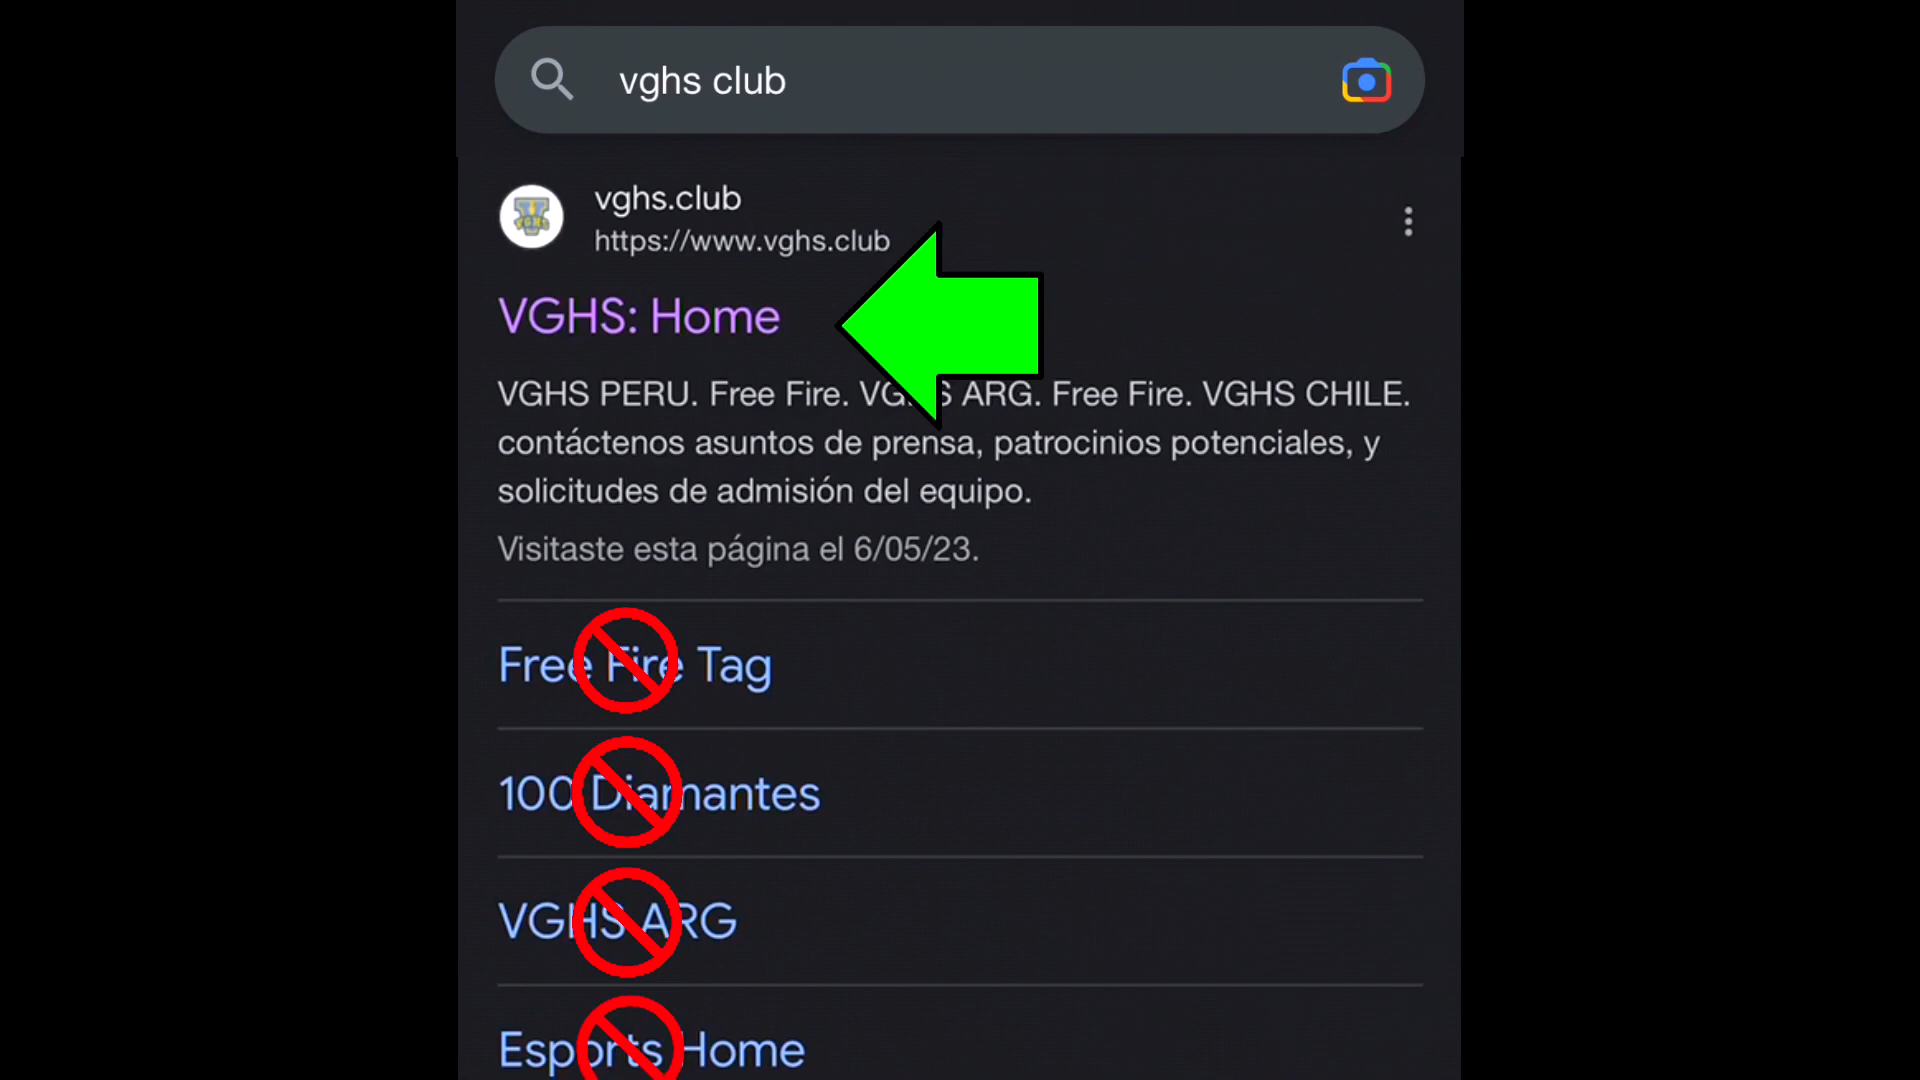 vghs club
vghs.club
https://www.vghs.club
VGHS: Home
VGHS PERU. Free Fire. VGHS ARG. Free Fire. VGHS CHILE.
contáctenos asuntos de prensa, patrocinios potenciales, y
solicitudes de admisión del equipo.
Visitaste esta página el 6/05/23.
Free Fire Tag
100 Diamantes
VGHS ARG
Esports Home